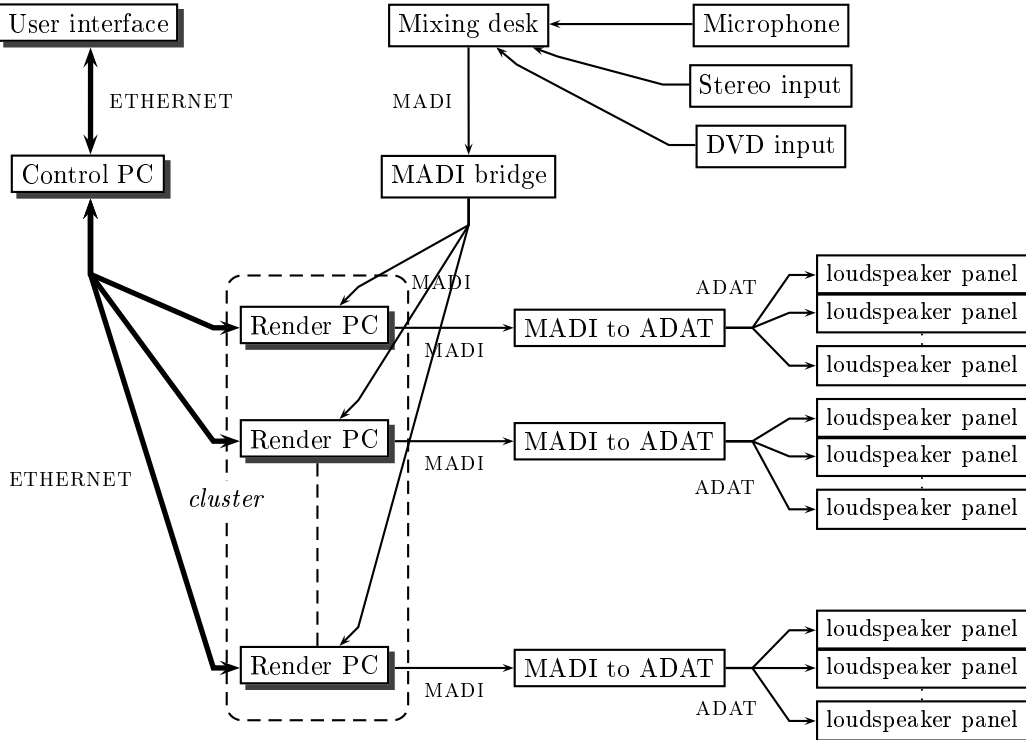 User interface
Mixing desk
Microphone
Stereo input
ETHERNET
MADI
DVD input
Control PC
MADI bridge
MADI
ADAT
loudspeaker panel
loudspeaker panel
loudspeaker panel
Render PC
MADI
MADI to ADAT
loudspeaker panel
loudspeaker panel
loudspeaker panel
Render PC
MADI
MADI to ADAT
ADAT
ETHERNET
cluster
loudspeaker panel
loudspeaker panel
loudspeaker panel
Render PC
MADI
MADI to ADAT
ADAT